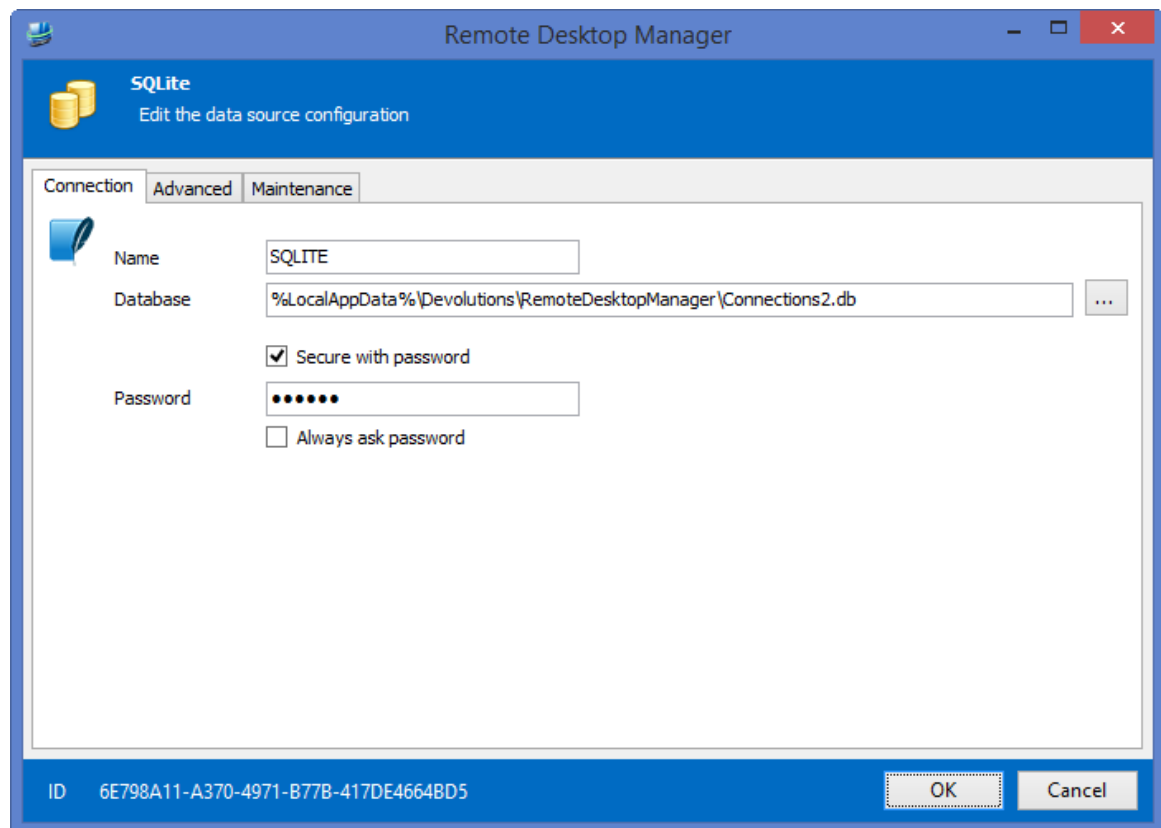 Remote Desktop Manager
SQLite
Edit the data source configuration
Connection Advanced Maintenance
Name SQLITE
Database %LocalAppData%\Devolutions\RemoteDesktopManager\Connections2.db ...
Secure with password
Password ••••••
Always ask password
ID 6E798A11-A370-4971-B77B-417DE4664BD5 OK Cancel